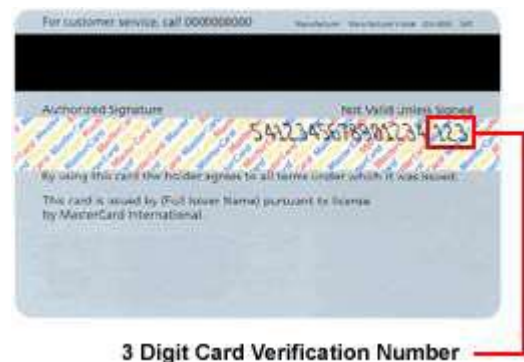 For customer service, call 0000000000
Authorized Signature
Not Valid Unless Signed
5412345678901234 123
By using this card the holder agrees to all terms under which it was issued.
This card is issued by (Full Issuer Name) pursuant to license
by MasterCard International
3 Digit Card Verification Number